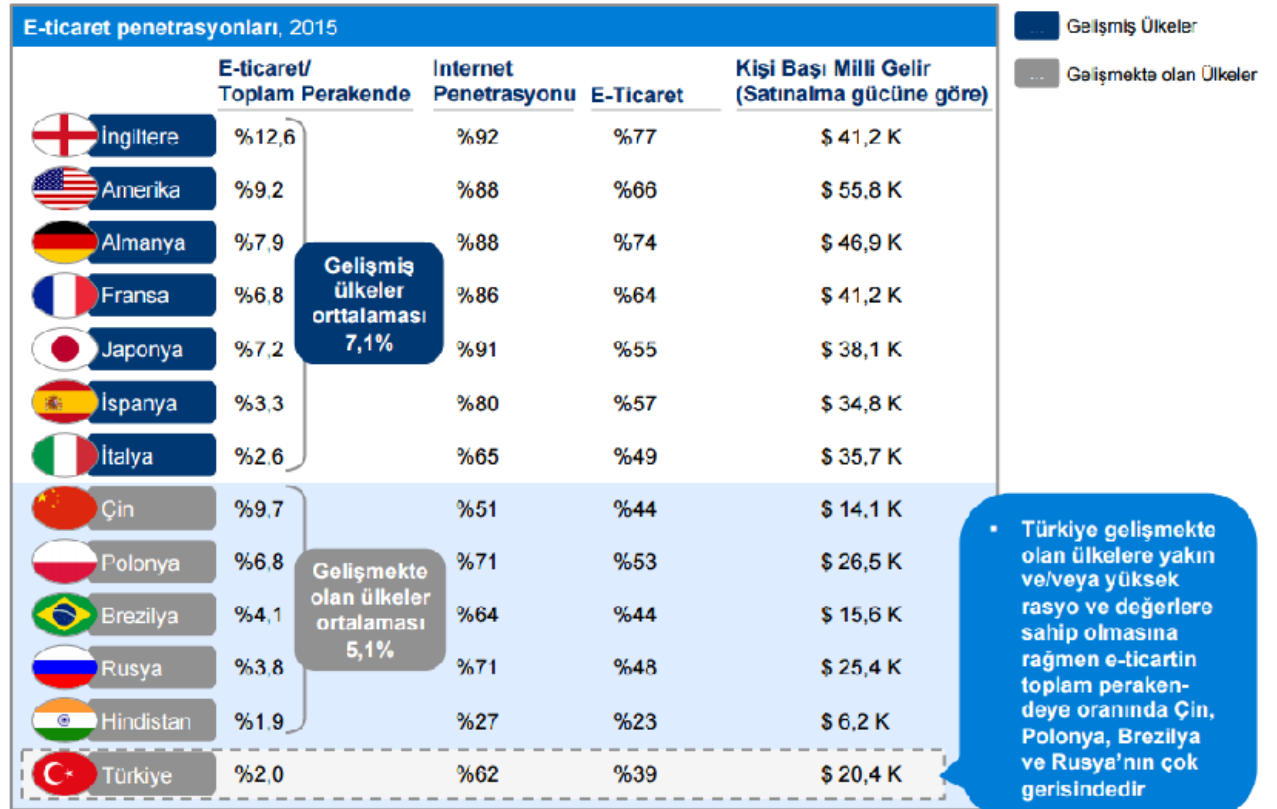 E-ticaret penetrasyonları, 2015
... Gelişmiş Ülkeler
... Gelişmekte olan Ülkeler
E-ticaret/ Toplam Perakende Internet Penetrasyonu E-Ticaret Kişi Başı Milli Gelir (Satınalma gücüne göre)
İngiltere %12,6 %92 %77 $ 41,2 K
Amerika %9,2 %88 %66 $ 55,8 K
Almanya %7,9 %88 %74 $ 46,9 K
Fransa %6,8 %86 %64 $ 41,2 K
Japonya %7,2 %91 %55 $ 38,1 K
İspanya %3,3 %80 %57 $ 34,8 K
İtalya %2,6 %65 %49 $ 35,7 K
Gelişmiş
ülkeler
orttalaması
7,1%
Çin %9,7 %51 %44 $ 14,1 K
Polonya %6,8 %71 %53 $ 26,5 K
Brezilya %4,1 %64 %44 $ 15,6 K
Rusya %3,8 %71 %48 $ 25,4 K
Hindistan %1,9 %27 %23 $ 6,2 K
Türkiye %2,0 %62 %39 $ 20,4 K
Gelişmekte
olan ülkeler
ortalaması
5,1%
▪ Türkiye gelişmekte
olan ülkelere yakın
ve/veya yüksek
rasyo ve değerlere
sahip olmasına
rağmen e-ticartin
toplam peraken-
deye oranında Çin,
Polonya, Brezilya
ve Rusya'nın çok
gerisindedir